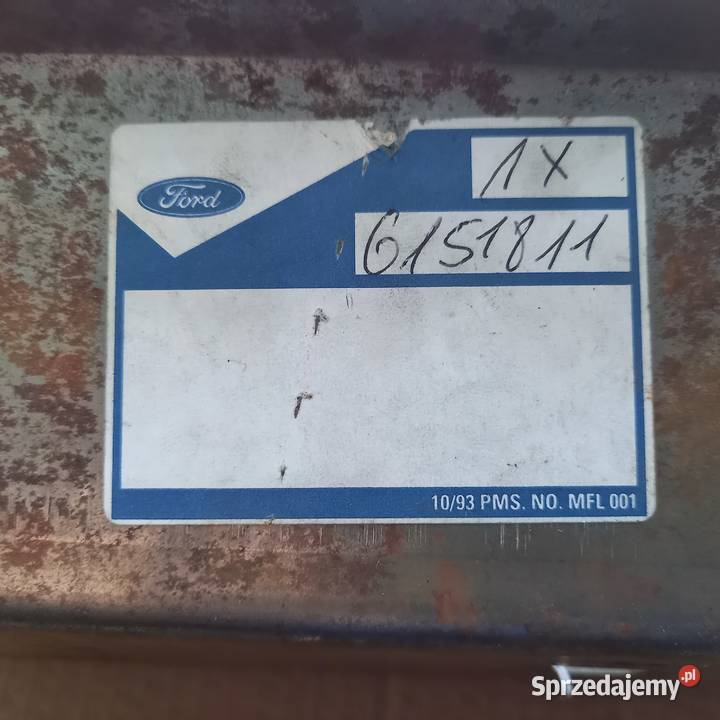 Ford
1X
6151811
10/93 PMS. NO. MFL 001
Sprzedajemy.pl